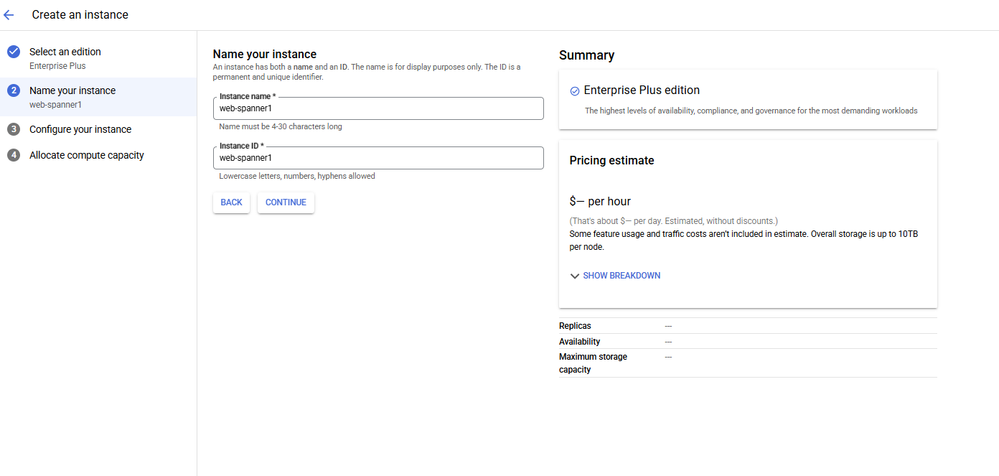 Create an instance
Select an edition
Enterprise Plus
2 Name your instance
web-spanner1
3 Configure your instance
4 Allocate compute capacity
Name your instance
An instance has both a name and an ID. The name is for display purposes only. The ID is a
permanent and unique identifier.
Instance name *
web-spanner1
Name must be 4-30 characters long
Instance ID *
web-spanner1
Lowercase letters, numbers, hyphens allowed
BACK CONTINUE
Summary
Enterprise Plus edition
The highest levels of availability, compliance, and governance for the most demanding workloads
Pricing estimate
$— per hour
(That's about $— per day. Estimated, without discounts.)
Some feature usage and traffic costs aren't included in estimate. Overall storage is up to 10TB
per node.
SHOW BREAKDOWN
Replicas —
Availability —
Maximum storage —
capacity